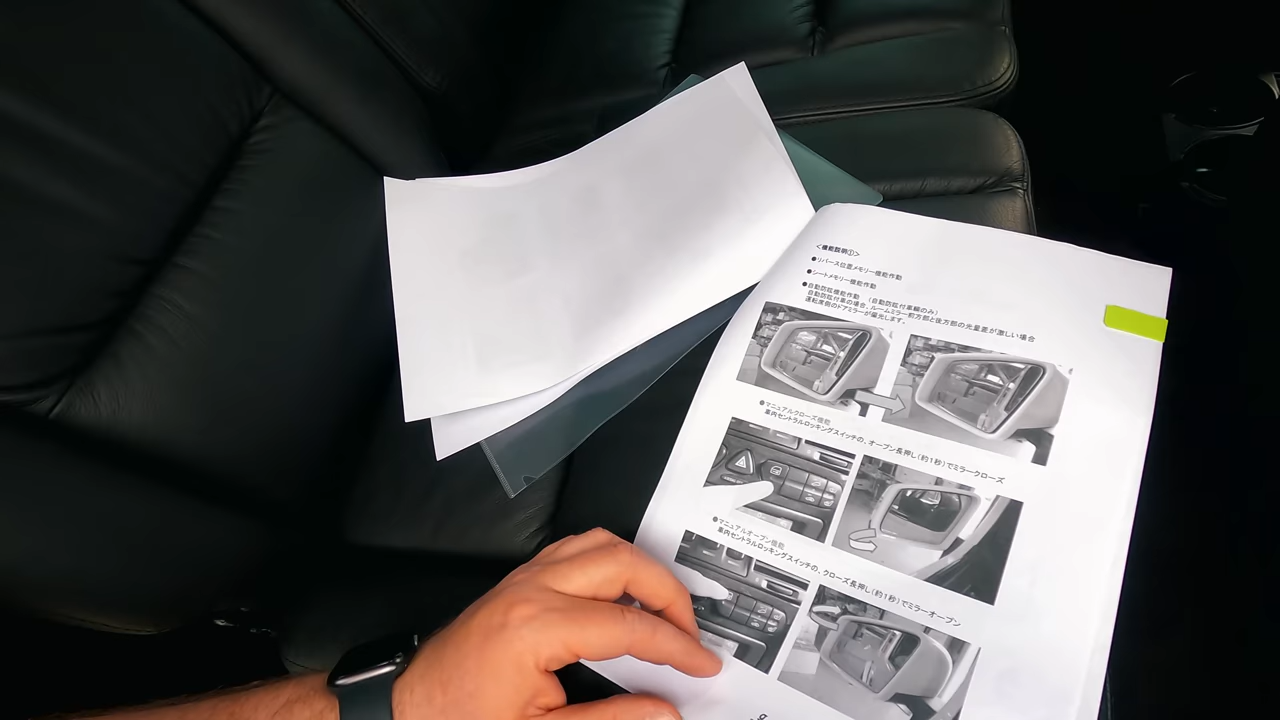 <機能説明①>
●リバース位置メモリー機能作動
●シートメモリー機能作動
●自動防眩機能作動 (自動防眩付車輛のみ)
自動防眩付車の場合、ルームミラー前方部と後方部の光量差が激しい場合
運転席側のドアミラーが偏光します。
●マニュアルクローズ機能
車内セントラルロッキングスイッチの、オープン長押し(約1秒)でミラークローズ
●マニュアルオープン機能
車内セントラルロッキングスイッチの、クローズ長押し(約1秒)でミラーオープン